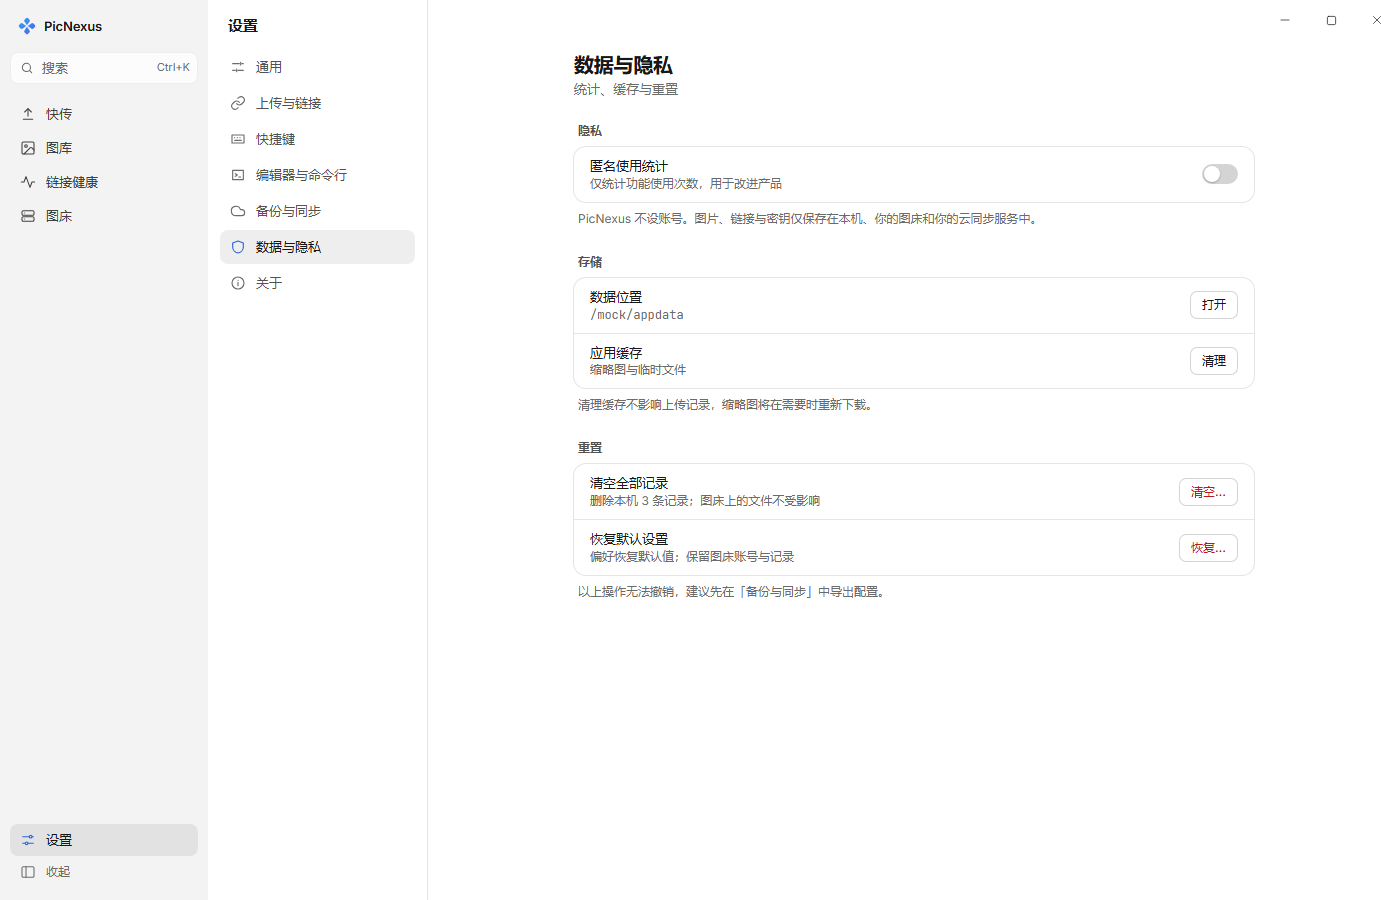 PicNexus
搜索 Ctrl+K
快传
图库
链接健康
图床
设置
收起
设置
通用
上传与链接
快捷键
编辑器与命令行
备份与同步
数据与隐私
关于
数据与隐私
统计、缓存与重置
隐私
匿名使用统计
仅统计功能使用次数，用于改进产品
PicNexus 不设账号。图片、链接与密钥仅保存在本机、你的图床和你的云同步服务中。
存储
数据位置
/mock/appdata
打开
应用缓存
缩略图与临时文件
清理
清理缓存不影响上传记录，缩略图将在需要时重新下载。
重置
清空全部记录
删除本机 3 条记录；图床上的文件不受影响
清空...
恢复默认设置
偏好恢复默认值；保留图床账号与记录
恢复...
以上操作无法撤销，建议先在「备份与同步」中导出配置。